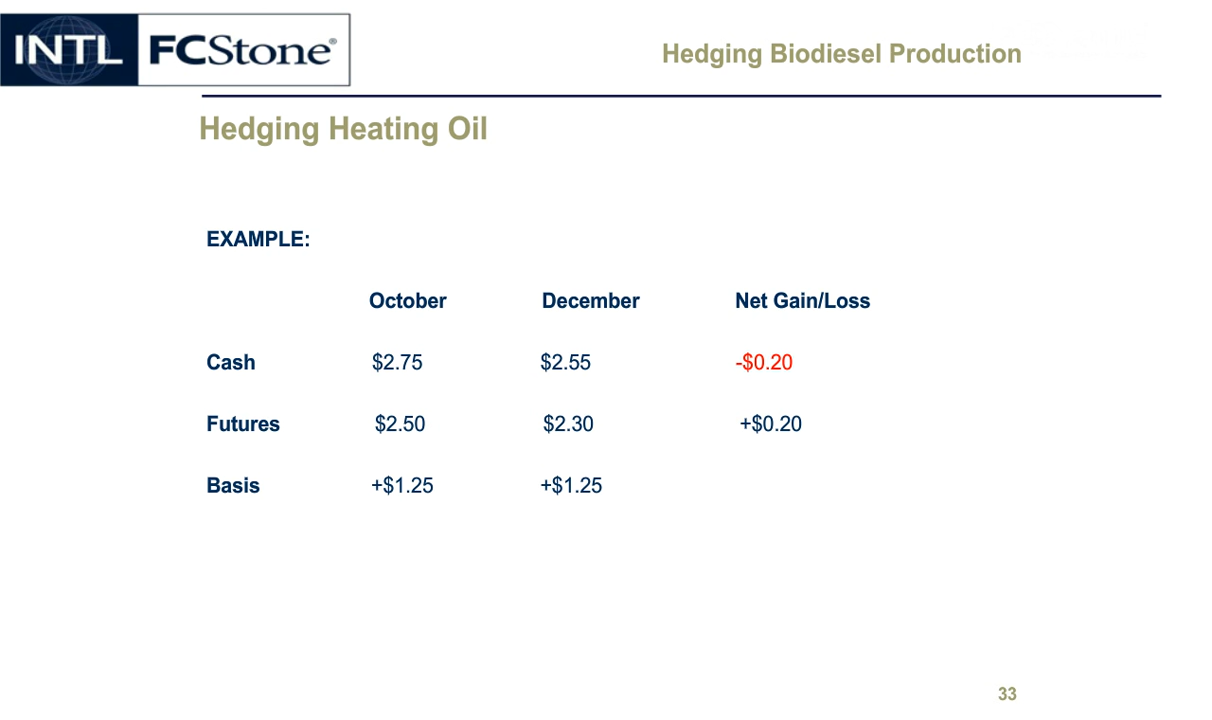 INTL FCStone®
Hedging Biodiesel Production
Hedging Heating Oil
EXAMPLE:
October December Net Gain/Loss
Cash $2.75 $2.55 -$0.20
Futures $2.50 $2.30 +$0.20
Basis +$1.25 +$1.25
33